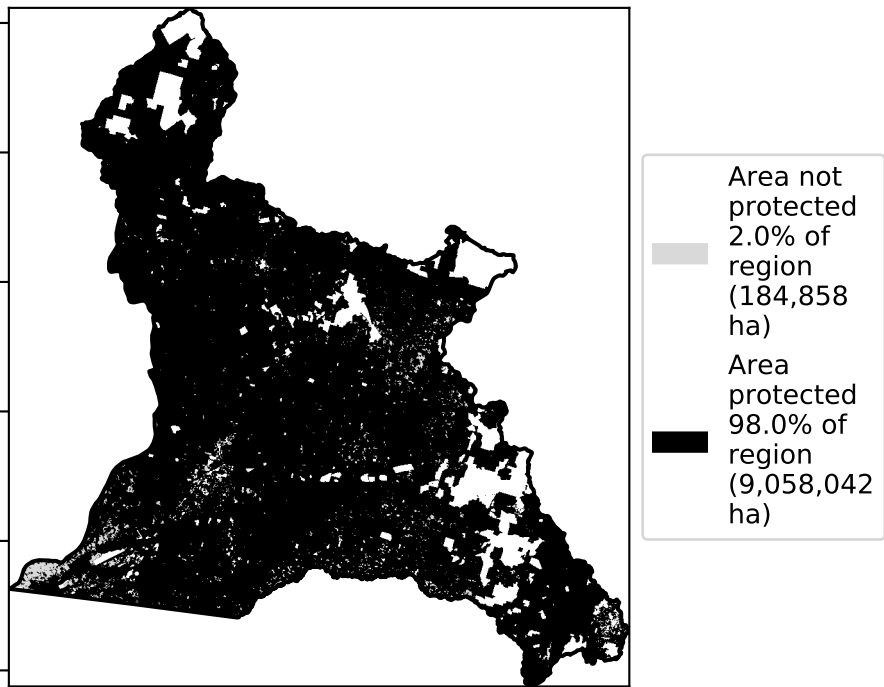 Area not
protected
2.0% of
region
(184,858
ha)
Area
protected
98.0% of
region
(9,058,042
ha)